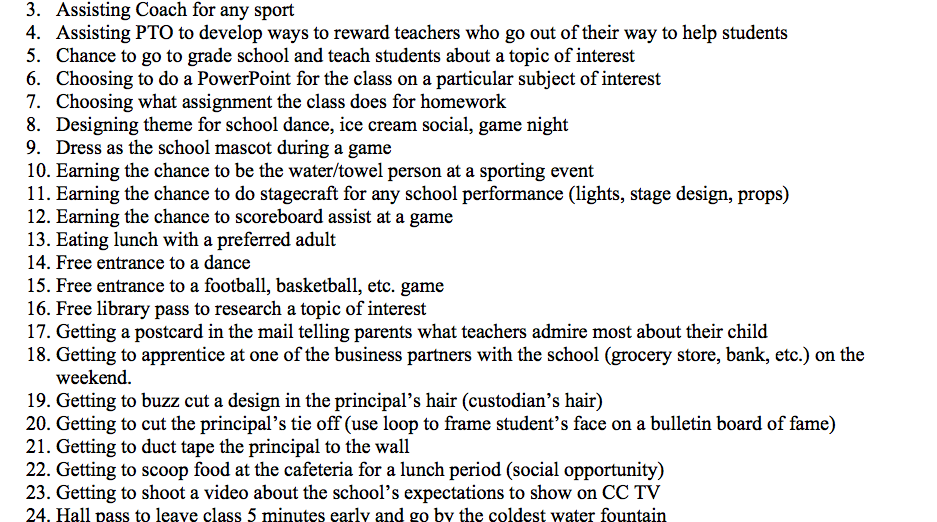 3. Assisting Coach for any sport
4. Assisting PTO to develop ways to reward teachers who go out of their way to help students
5. Chance to go to grade school and teach students about a topic of interest
6. Choosing to do a PowerPoint for the class on a particular subject of interest
7. Choosing what assignment the class does for homework
8. Designing theme for school dance, ice cream social, game night
9. Dress as the school mascot during a game
10. Earning the chance to be the water/towel person at a sporting event
11. Earning the chance to do stagecraft for any school performance (lights, stage design, props)
12. Earning the chance to scoreboard assist at a game
13. Eating lunch with a preferred adult
14. Free entrance to a dance
15. Free entrance to a football, basketball, etc. game
16. Free library pass to research a topic of interest
17. Getting a postcard in the mail telling parents what teachers admire most about their child
18. Getting to apprentice at one of the business partners with the school (grocery store, bank, etc.) on the
weekend.
19. Getting to buzz cut a design in the principal’s hair (custodian’s hair)
20. Getting to cut the principal’s tie off (use loop to frame student’s face on a bulletin board of fame)
21. Getting to duct tape the principal to the wall
22. Getting to scoop food at the cafeteria for a lunch period (social opportunity)
23. Getting to shoot a video about the school’s expectations to show on CC TV
24. Hall pass to leave class 5 minutes early and go by the coldest water fountain